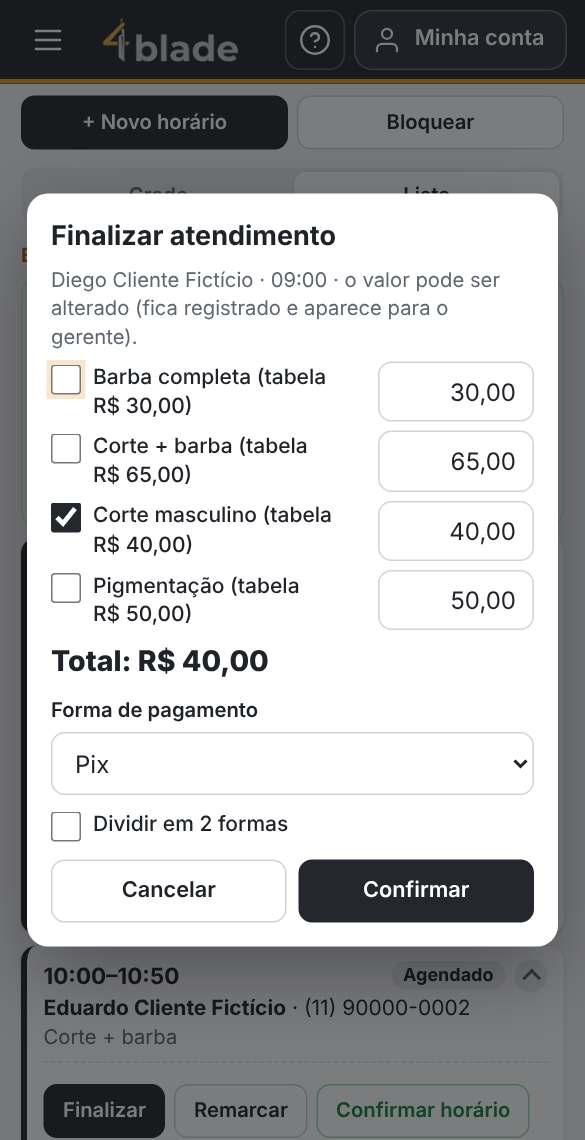 4blade
Minha conta
+ Novo horário
Bloquear
Lista
Finalizar atendimento
Diego Cliente Fictício · 09:00 · o valor pode ser
alterado (fica registrado e aparece para o
gerente).
Barba completa (tabela
R$ 30,00)
30,00
Corte + barba (tabela
R$ 65,00)
65,00
Corte masculino (tabela
R$ 40,00)
40,00
Pigmentação (tabela
R$ 50,00)
50,00
Total: R$ 40,00
Forma de pagamento
Pix
Dividir em 2 formas
Cancelar
Confirmar
10:00–10:50
Agendado
Eduardo Cliente Fictício · (11) 90000-0002
Corte + barba
Finalizar
Remarcar
Confirmar horário